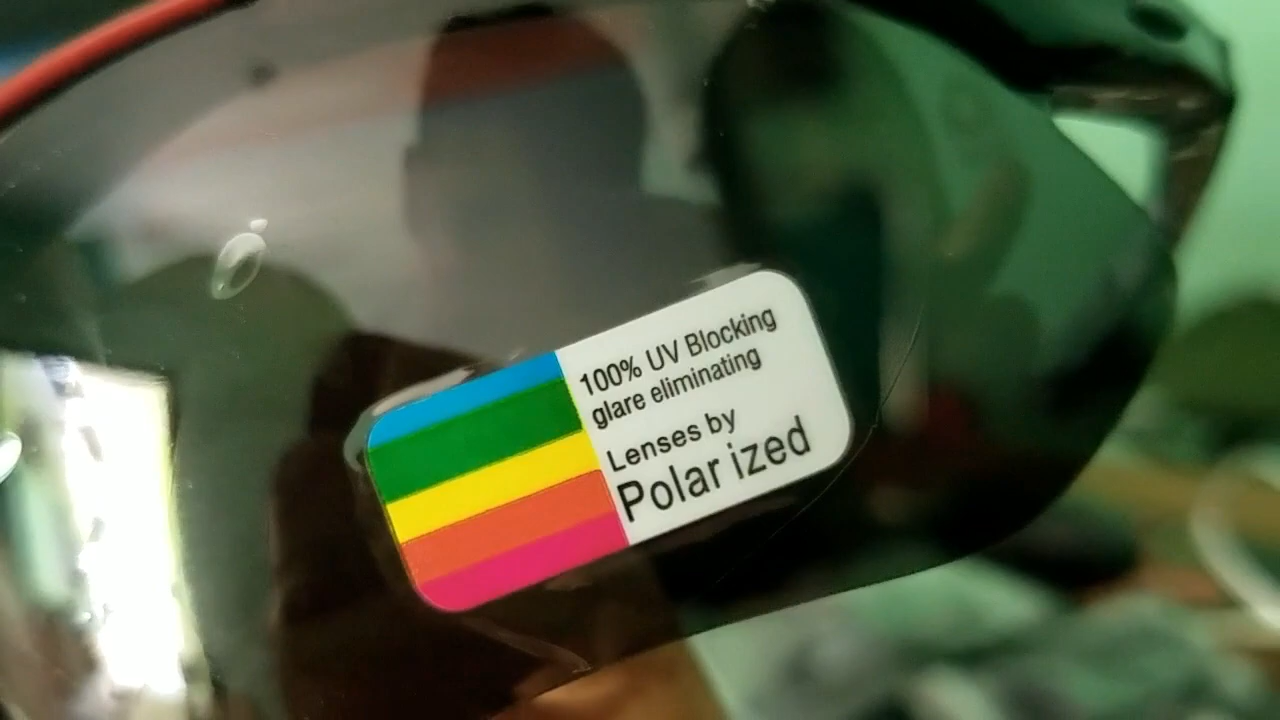 100% UV Blocking
glare eliminating
Lenses by
Polar ized